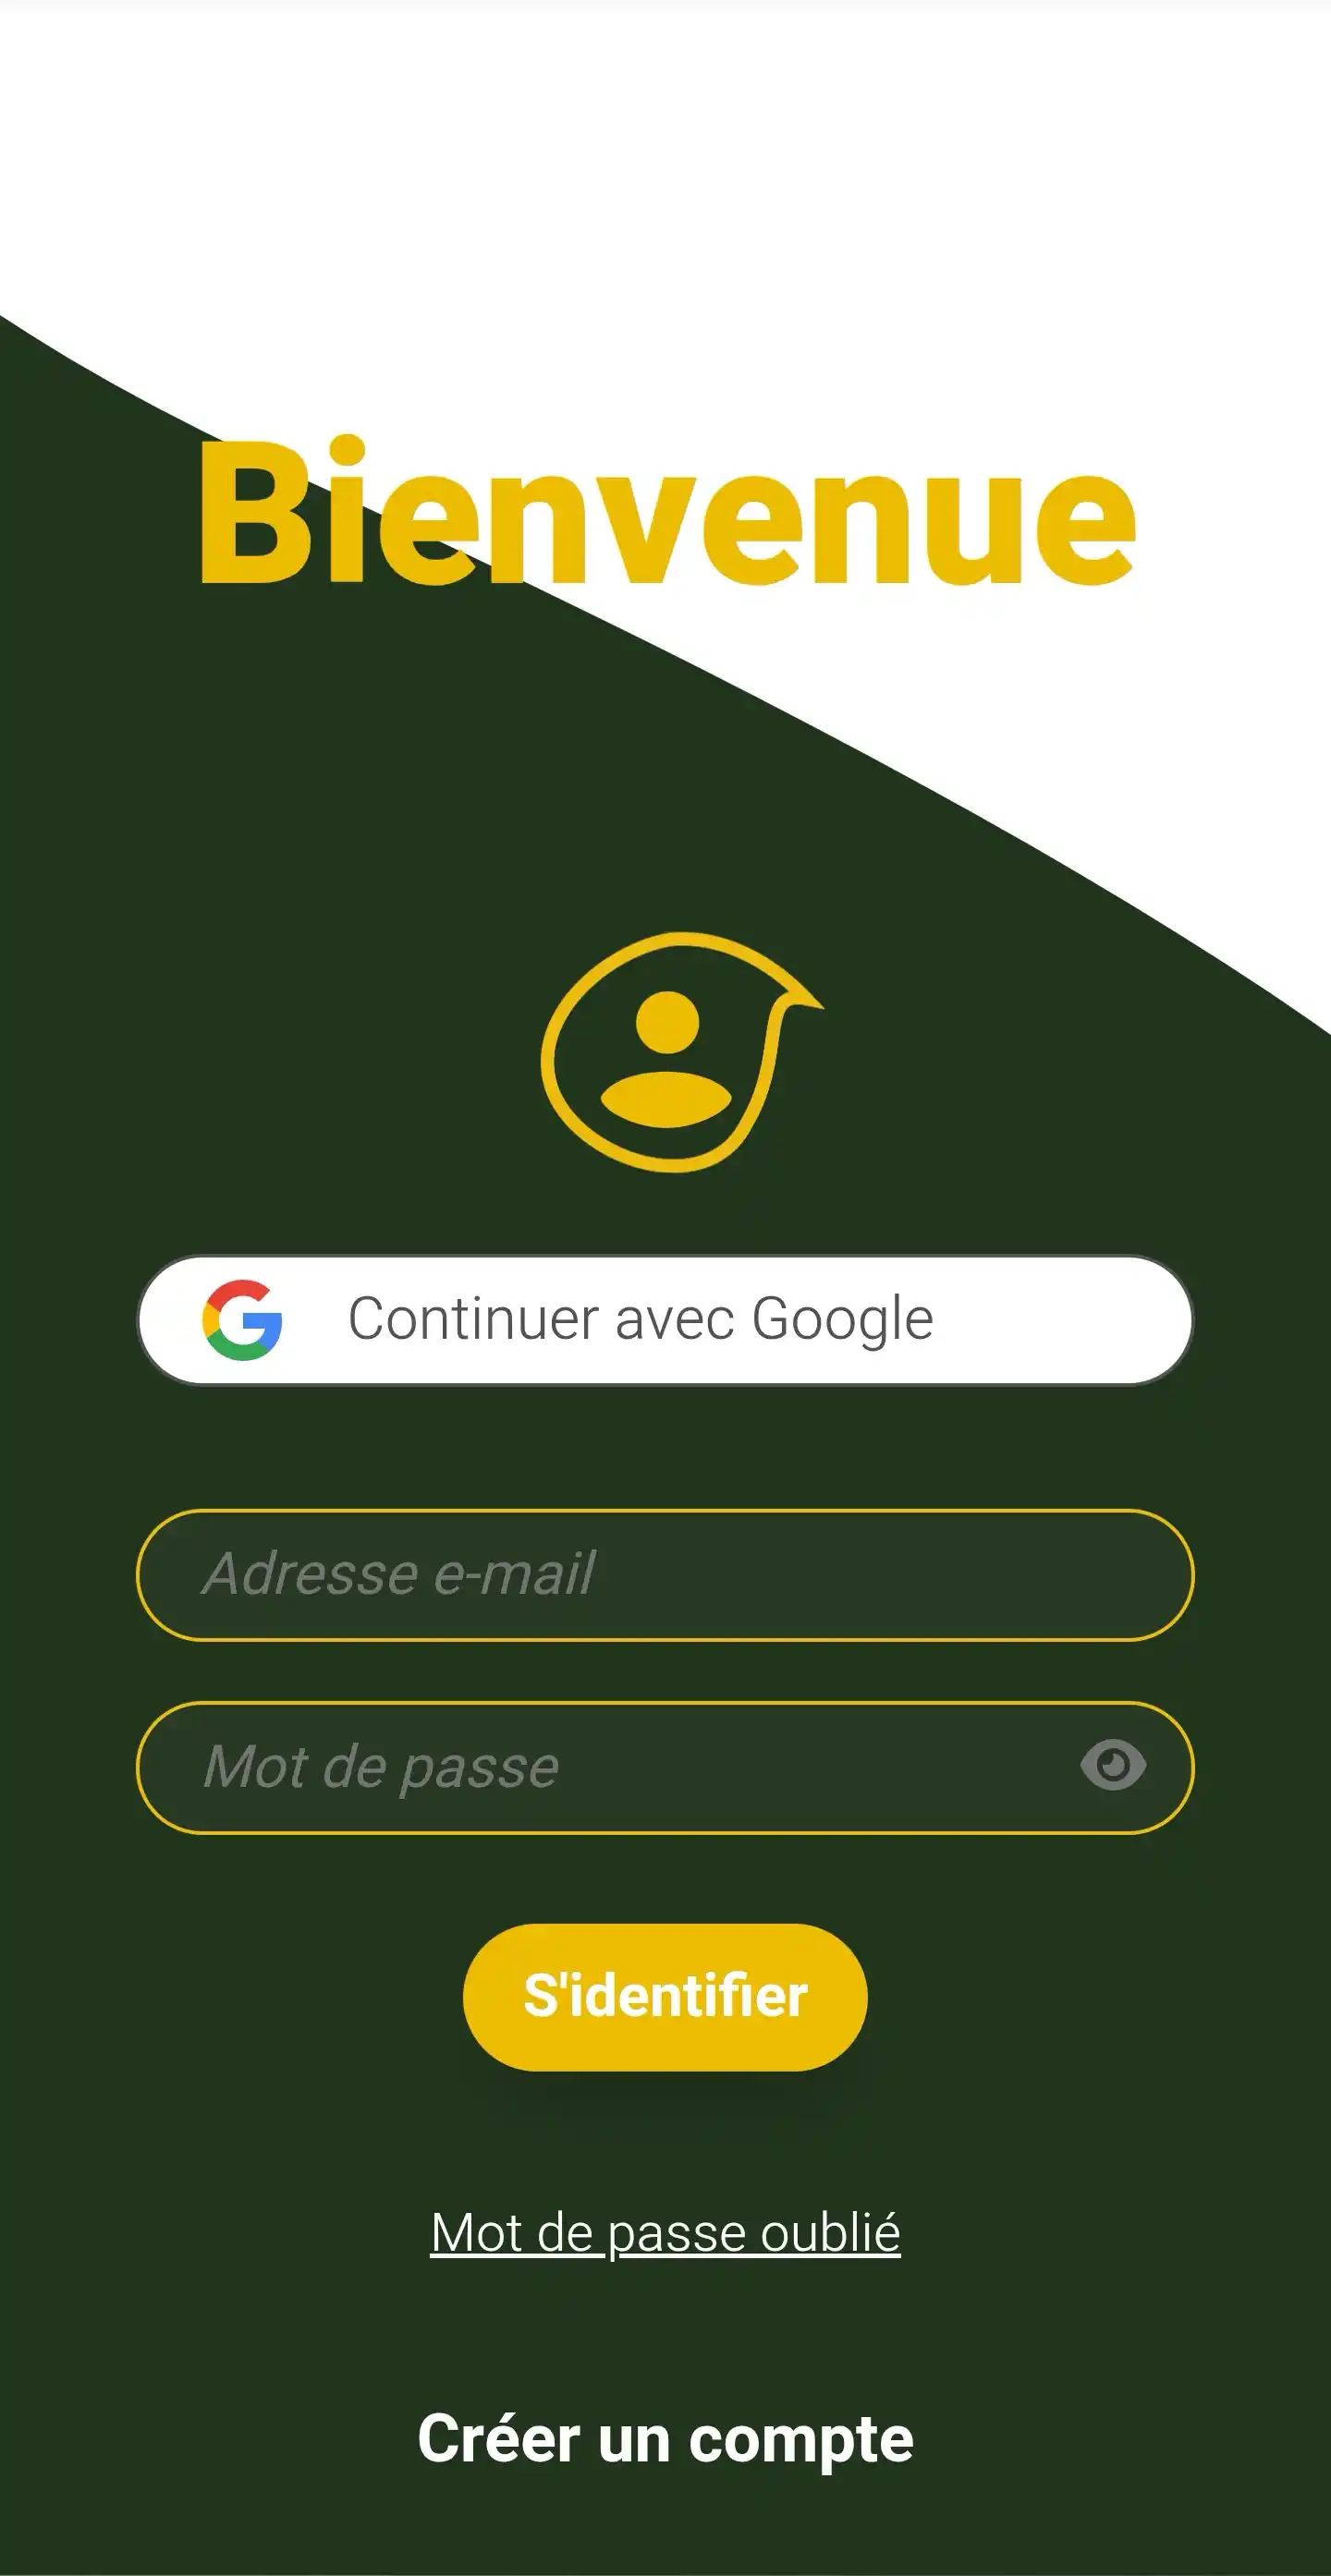 Bienvenue
Continuer avec Google
Adresse e-mail
Mot de passe
S'identifier
Mot de passe oublié
Créer un compte